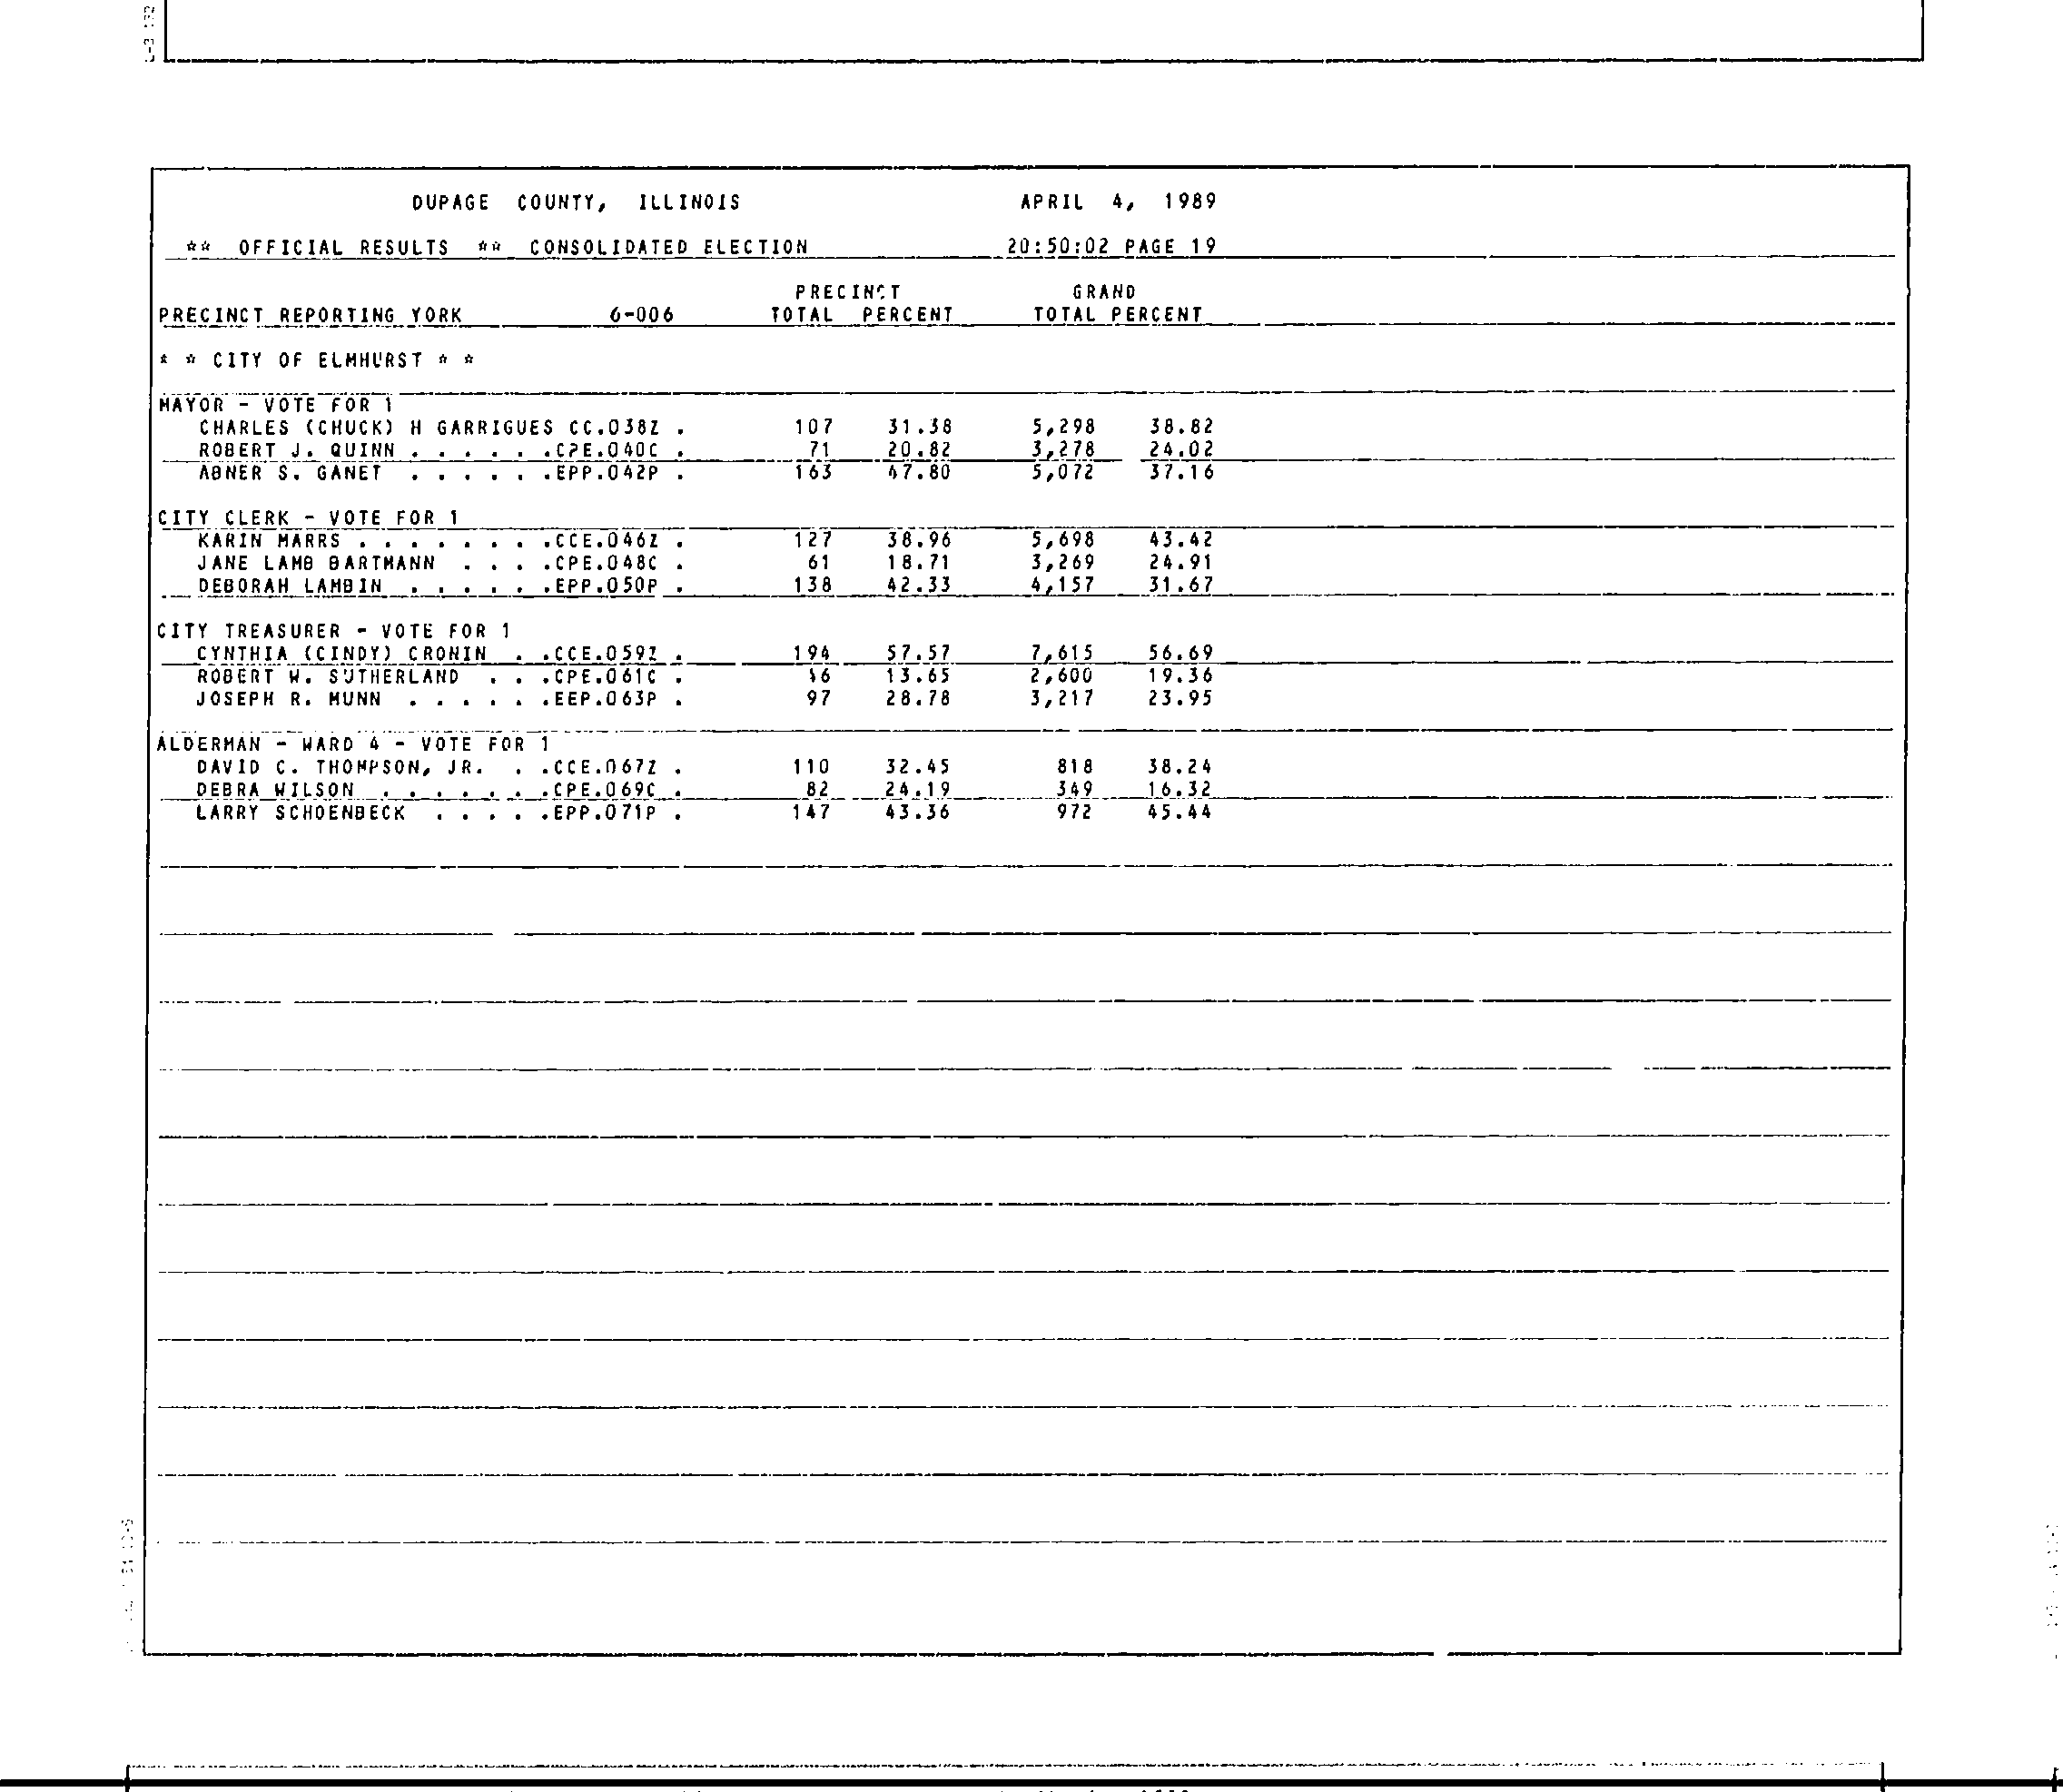 DUPAGE COUNTY, ILLINOIS APRIL 4, 1989
** OFFICIAL RESULTS ** CONSOLIDATED ELECTION 20:50:02 PAGE 19
PRECINCT GRAND
PRECINCT REPORTING YORK 6-006 TOTAL PERCENT TOTAL PERCENT
* * CITY OF ELMHURST * *
MAYOR - VOTE FOR 1
CHARLES (CHUCK) H GARRIGUES CC.038Z . 107 31.38 5,298 38.82
ROBERT J. QUINN . . . . . .CPE.040C . 71 20.82 3,278 24.02
ABNER S. GANET . . . . . .EPP.042P . 163 47.80 5,072 37.16
CITY CLERK - VOTE FOR 1
KARIN MARRS . . . . . . . .CCE.046Z . 127 38.96 5,698 43.42
JANE LAMB BARTMANN . . . .CPE.048C . 61 18.71 3,269 24.91
DEBORAH LAMBIN . . . . . .EPP.050P . 138 42.33 4,157 31.67
CITY TREASURER - VOTE FOR 1
CYNTHIA (CINDY) CRONIN . .CCE.059Z . 194 57.57 7,615 56.69
ROBERT W. SUTHERLAND . . .CPE.061C . 46 13.65 2,600 19.36
JOSEPH R. MUNN . . . . . .EEP.063P . 97 28.78 3,217 23.95
ALDERMAN - WARD 4 - VOTE FOR 1
DAVID C. THOMPSON, JR. . .CCE.067Z . 110 32.45 818 38.24
DEBRA WILSON . . . . . . .CPE.069C . 82 24.19 349 16.32
LARRY SCHOENBECK . . . . .EPP.071P . 147 43.36 972 45.44